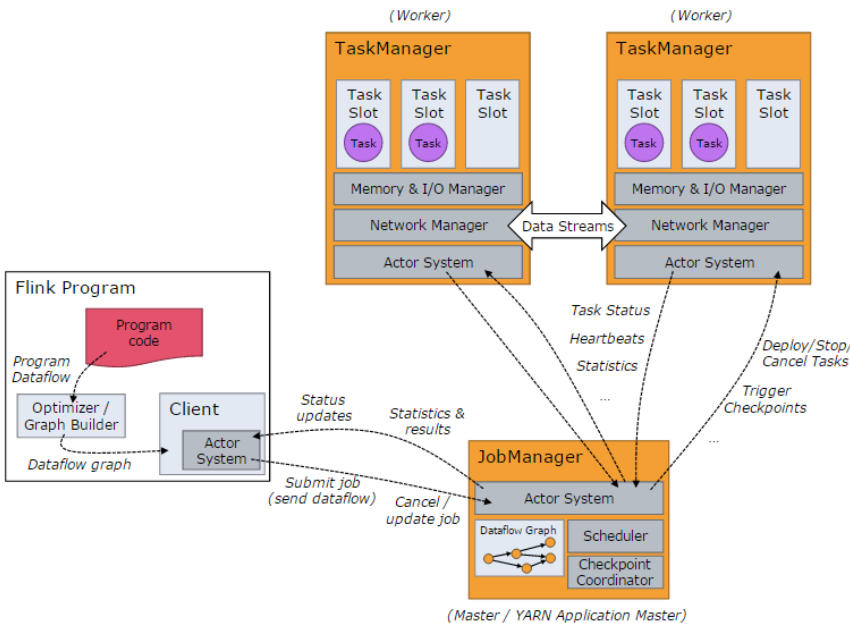 (Worker)
(Worker)
TaskManager
TaskManager
Task
Slot
Task
Task
Slot
Task
Task
Slot
Task
Slot
Task
Task
Slot
Task
Task
Slot
Memory & I/O Manager
Memory & I/O Manager
Network Manager
Data Streams
Network Manager
Actor System
Actor System
Flink Program
Program
code
Program
Dataflow
Optimizer /
Graph Builder
Dataflow graph
Client
Actor
System
Status
updates
Statistics &
results
Submit job
(send dataflow)
Cancel /
update job
Task Status
Heartbeats
Statistics
...
Deploy/Stop/
Cancel Tasks
Trigger
Checkpoints
...
JobManager
Actor System
Dataflow Graph
Scheduler
Checkpoint
Coordinator
(Master / YARN Application Master)